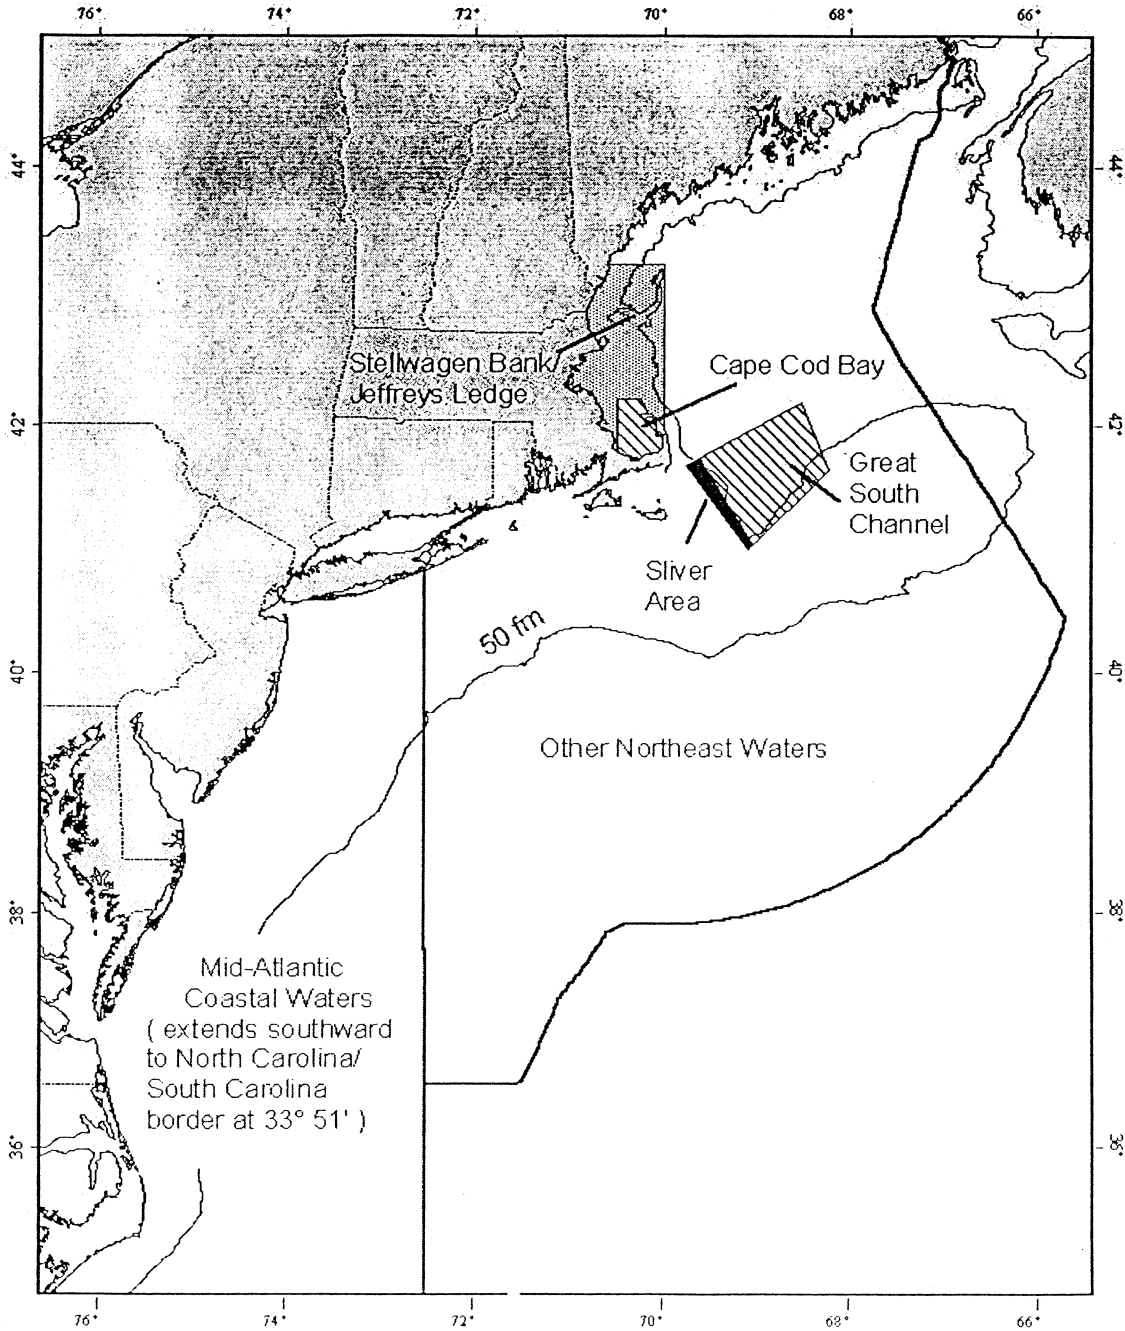 76° 74° 72° 70° 68° 66°
44° 44°
Stellwagen Bank/
Jeffreys Ledge
Cape Cod Bay
42° 42°
Great
South
Channel
Sliver
Area
50 fm
40° 40°
Other Northeast Waters
38° 38°
Mid-Atlantic
Coastal Waters
( extends southward
to North Carolina/
South Carolina
border at 33° 51' )
36° 36°
76° 74° 72° 70° 68° 66°